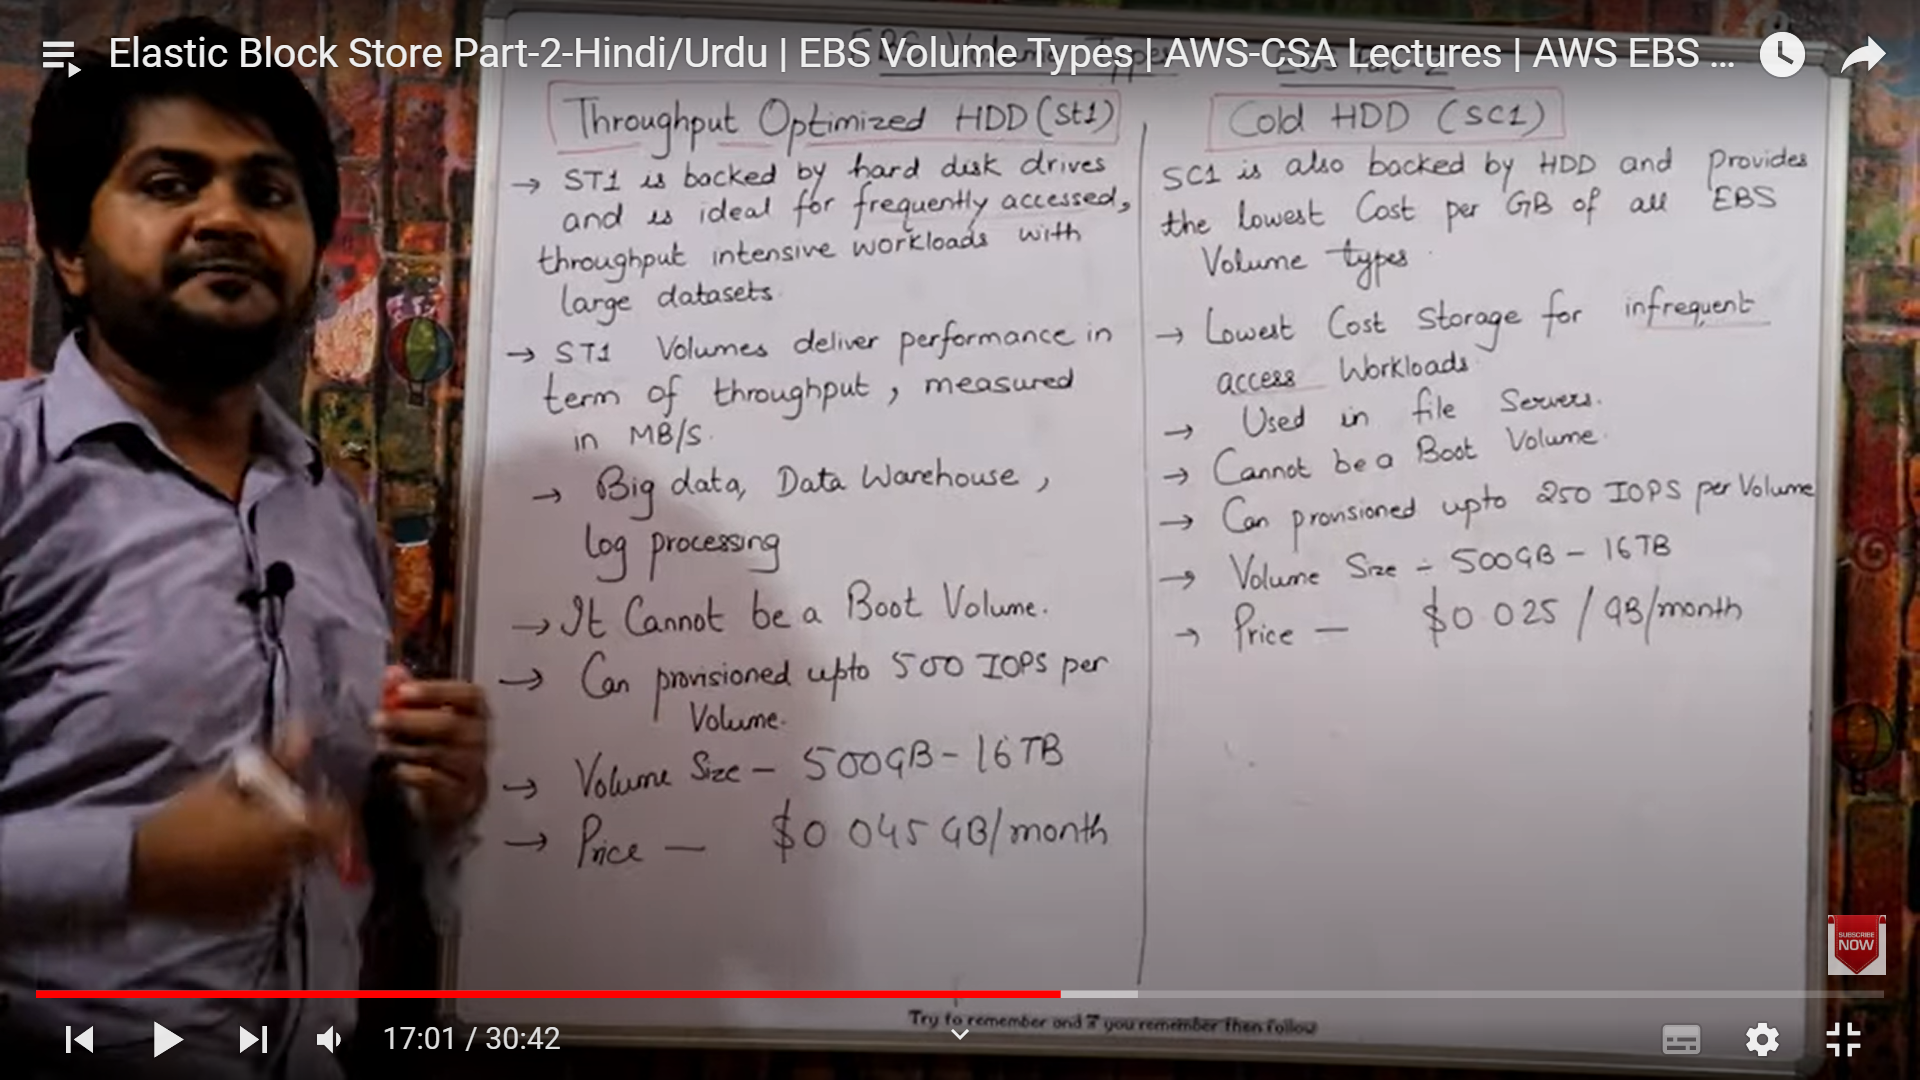 Elastic Block Store Part-2-Hindi/Urdu | EBS Volume Types | AWS-CSA Lectures | AWS EBS ...
Throughput Optimized HDD (St1)
→ ST1 is backed by hard disk drives
and is ideal for frequently accessed,
throughput intensive workloads with
large datasets.
→ ST1 Volumes deliver performance in
term of throughput, measured
in MB/S.
→ Big data, Data Warehouse,
Log processing
→ It Cannot be a Boot Volume.
→ Can provisioned upto 500 IOPS per
Volume.
→ Volume Size – 500GB – 16TB
→ Price — $0.045 GB/month
Cold HDD (SC1)
SC1 is also backed by HDD and provides
the lowest Cost per GB of all EBS
Volume types.
→ Lowest Cost Storage for infrequent
access Workloads.
→ Used in file Servers.
→ Cannot be a Boot Volume.
→ Can provisioned upto 250 IOPS per Volume
→ Volume Size ÷ 500GB – 16TB
→ Price — $0.025 / GB/month
SUBSCRIBE
NOW
Try to remember and if you remember then follow
17:01 / 30:42